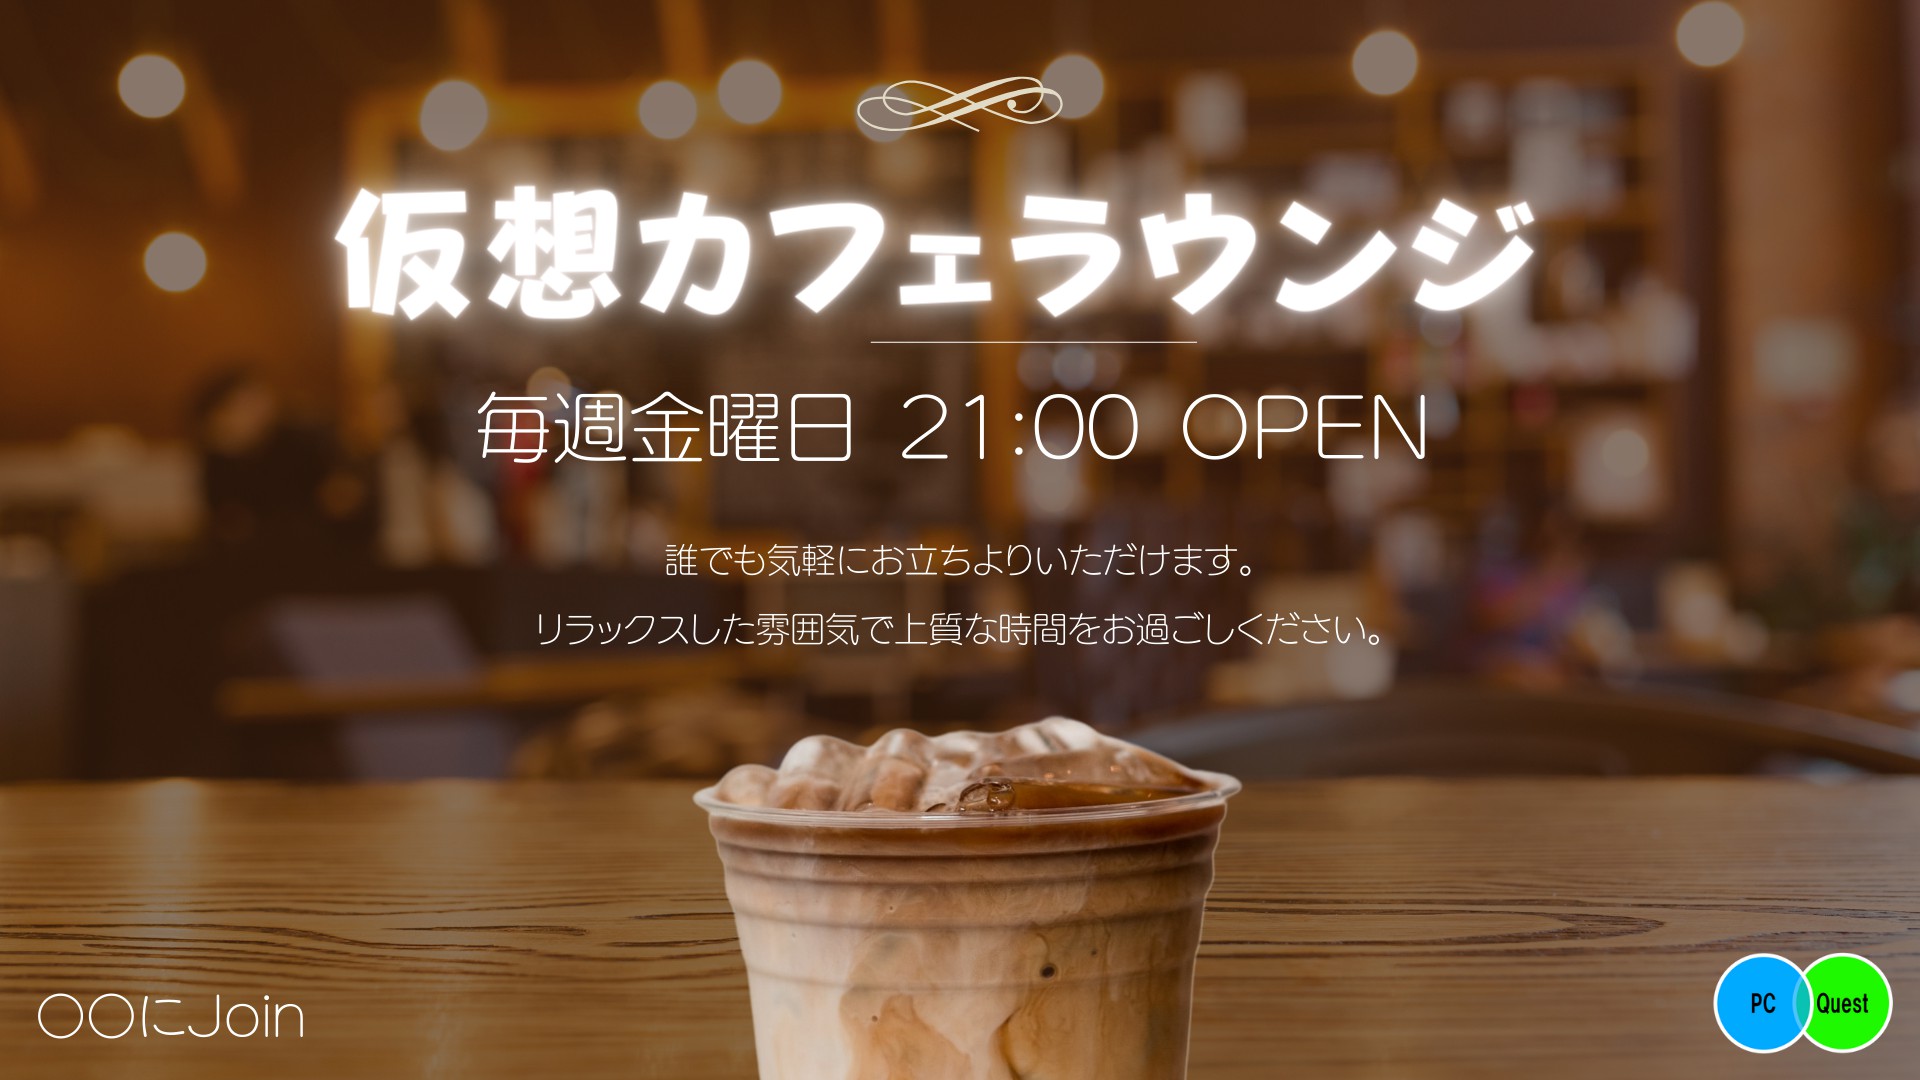 仮想カフェラウンジ
毎週金曜日 21:00 OPEN
誰でも気軽にお立ちよりいただけます。
リラックスした雰囲気で上質な時間をお過ごしください。
〇〇にJoin
PC
Quest